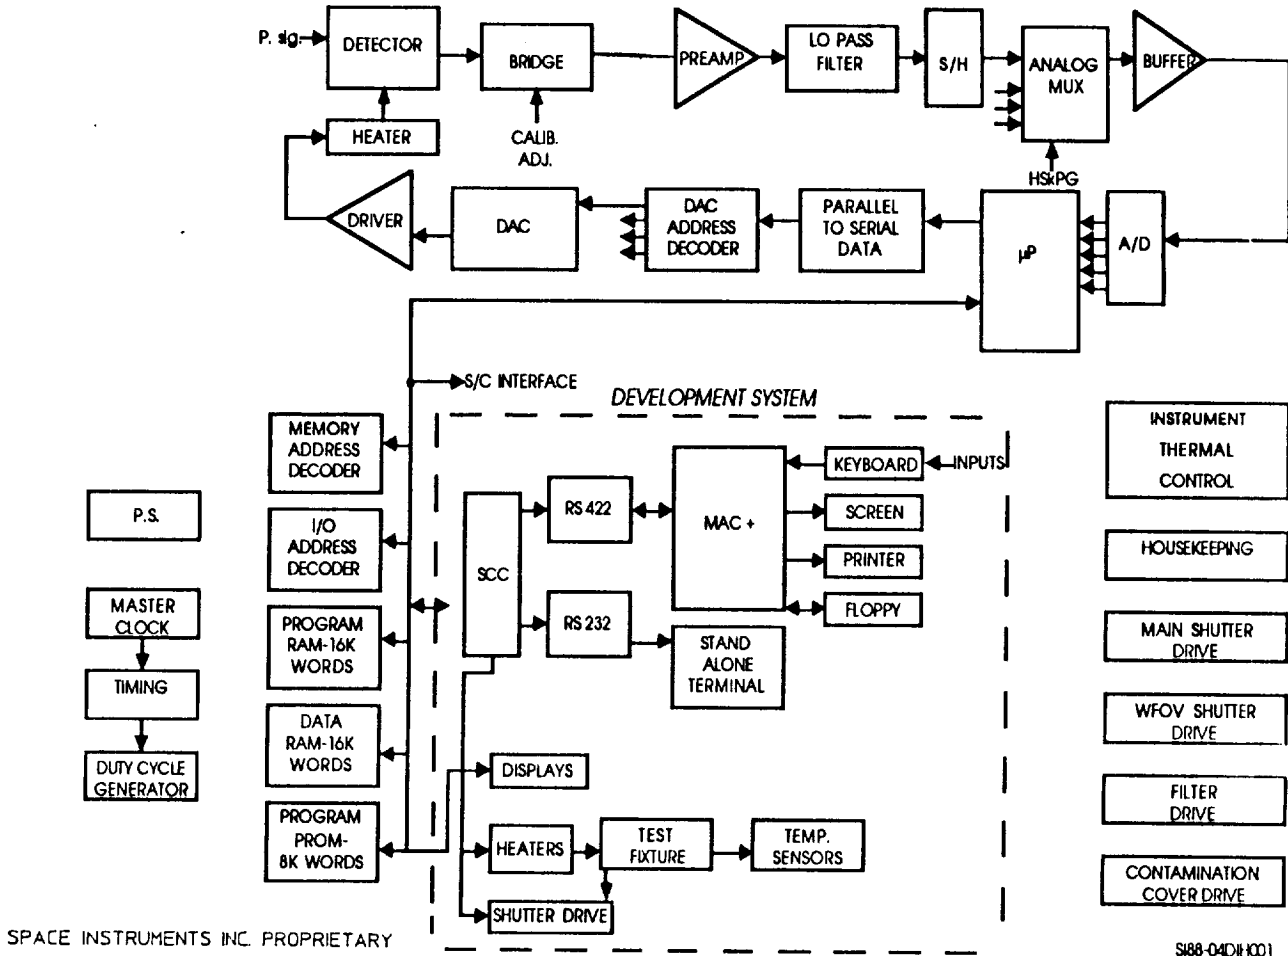 P. sig.
DETECTOR
BRIDGE
PREAMP
LO PASS
FILTER
S/H
ANALOG
MUX
BUFFER
HEATER
CALIB.
ADJ.
HSKPG
DRIVER
DAC
DAC
ADDRESS
DECODER
PARALLEL
TO SERIAL
DATA
µP
A/D
S/C INTERFACE
DEVELOPMENT SYSTEM
MEMORY
ADDRESS
DECODER
I/O
ADDRESS
DECODER
PROGRAM
RAM-16K
WORDS
DATA
RAM-16K
WORDS
PROGRAM
PROM-
8K WORDS
P.S.
MASTER
CLOCK
TIMING
DUTY CYCLE
GENERATOR
SCC
RS 422
RS 232
MAC +
KEYBOARD
INPUTS
SCREEN
PRINTER
FLOPPY
STAND
ALONE
TERMINAL
DISPLAYS
HEATERS
TEST
FIXTURE
TEMP.
SENSORS
SHUTTER DRIVE
INSTRUMENT
THERMAL
CONTROL
HOUSEKEEPING
MAIN SHUTTER
DRIVE
WFOV SHUTTER
DRIVE
FILTER
DRIVE
CONTAMINATION
COVER DRIVE
SPACE INSTRUMENTS INC. PROPRIETARY